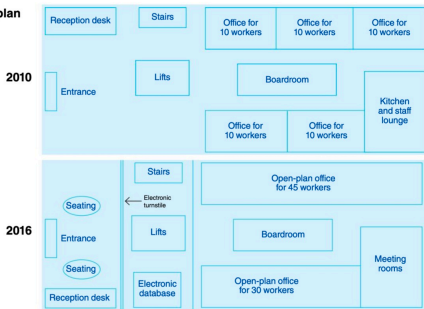 plan
2010
Reception desk
Stairs
Office for
10 workers
Office for
10 workers
Office for
10 workers
Entrance
Lifts
Boardroom
Kitchen
and staff
lounge
Office for
10 workers
Office for
10 workers
2016
Stairs
Open-plan office
for 45 workers
Seating
Electronic
turnstile
Entrance
Lifts
Boardroom
Meeting
rooms
Seating
Electronic
database
Open-plan office
for 30 workers
Reception desk